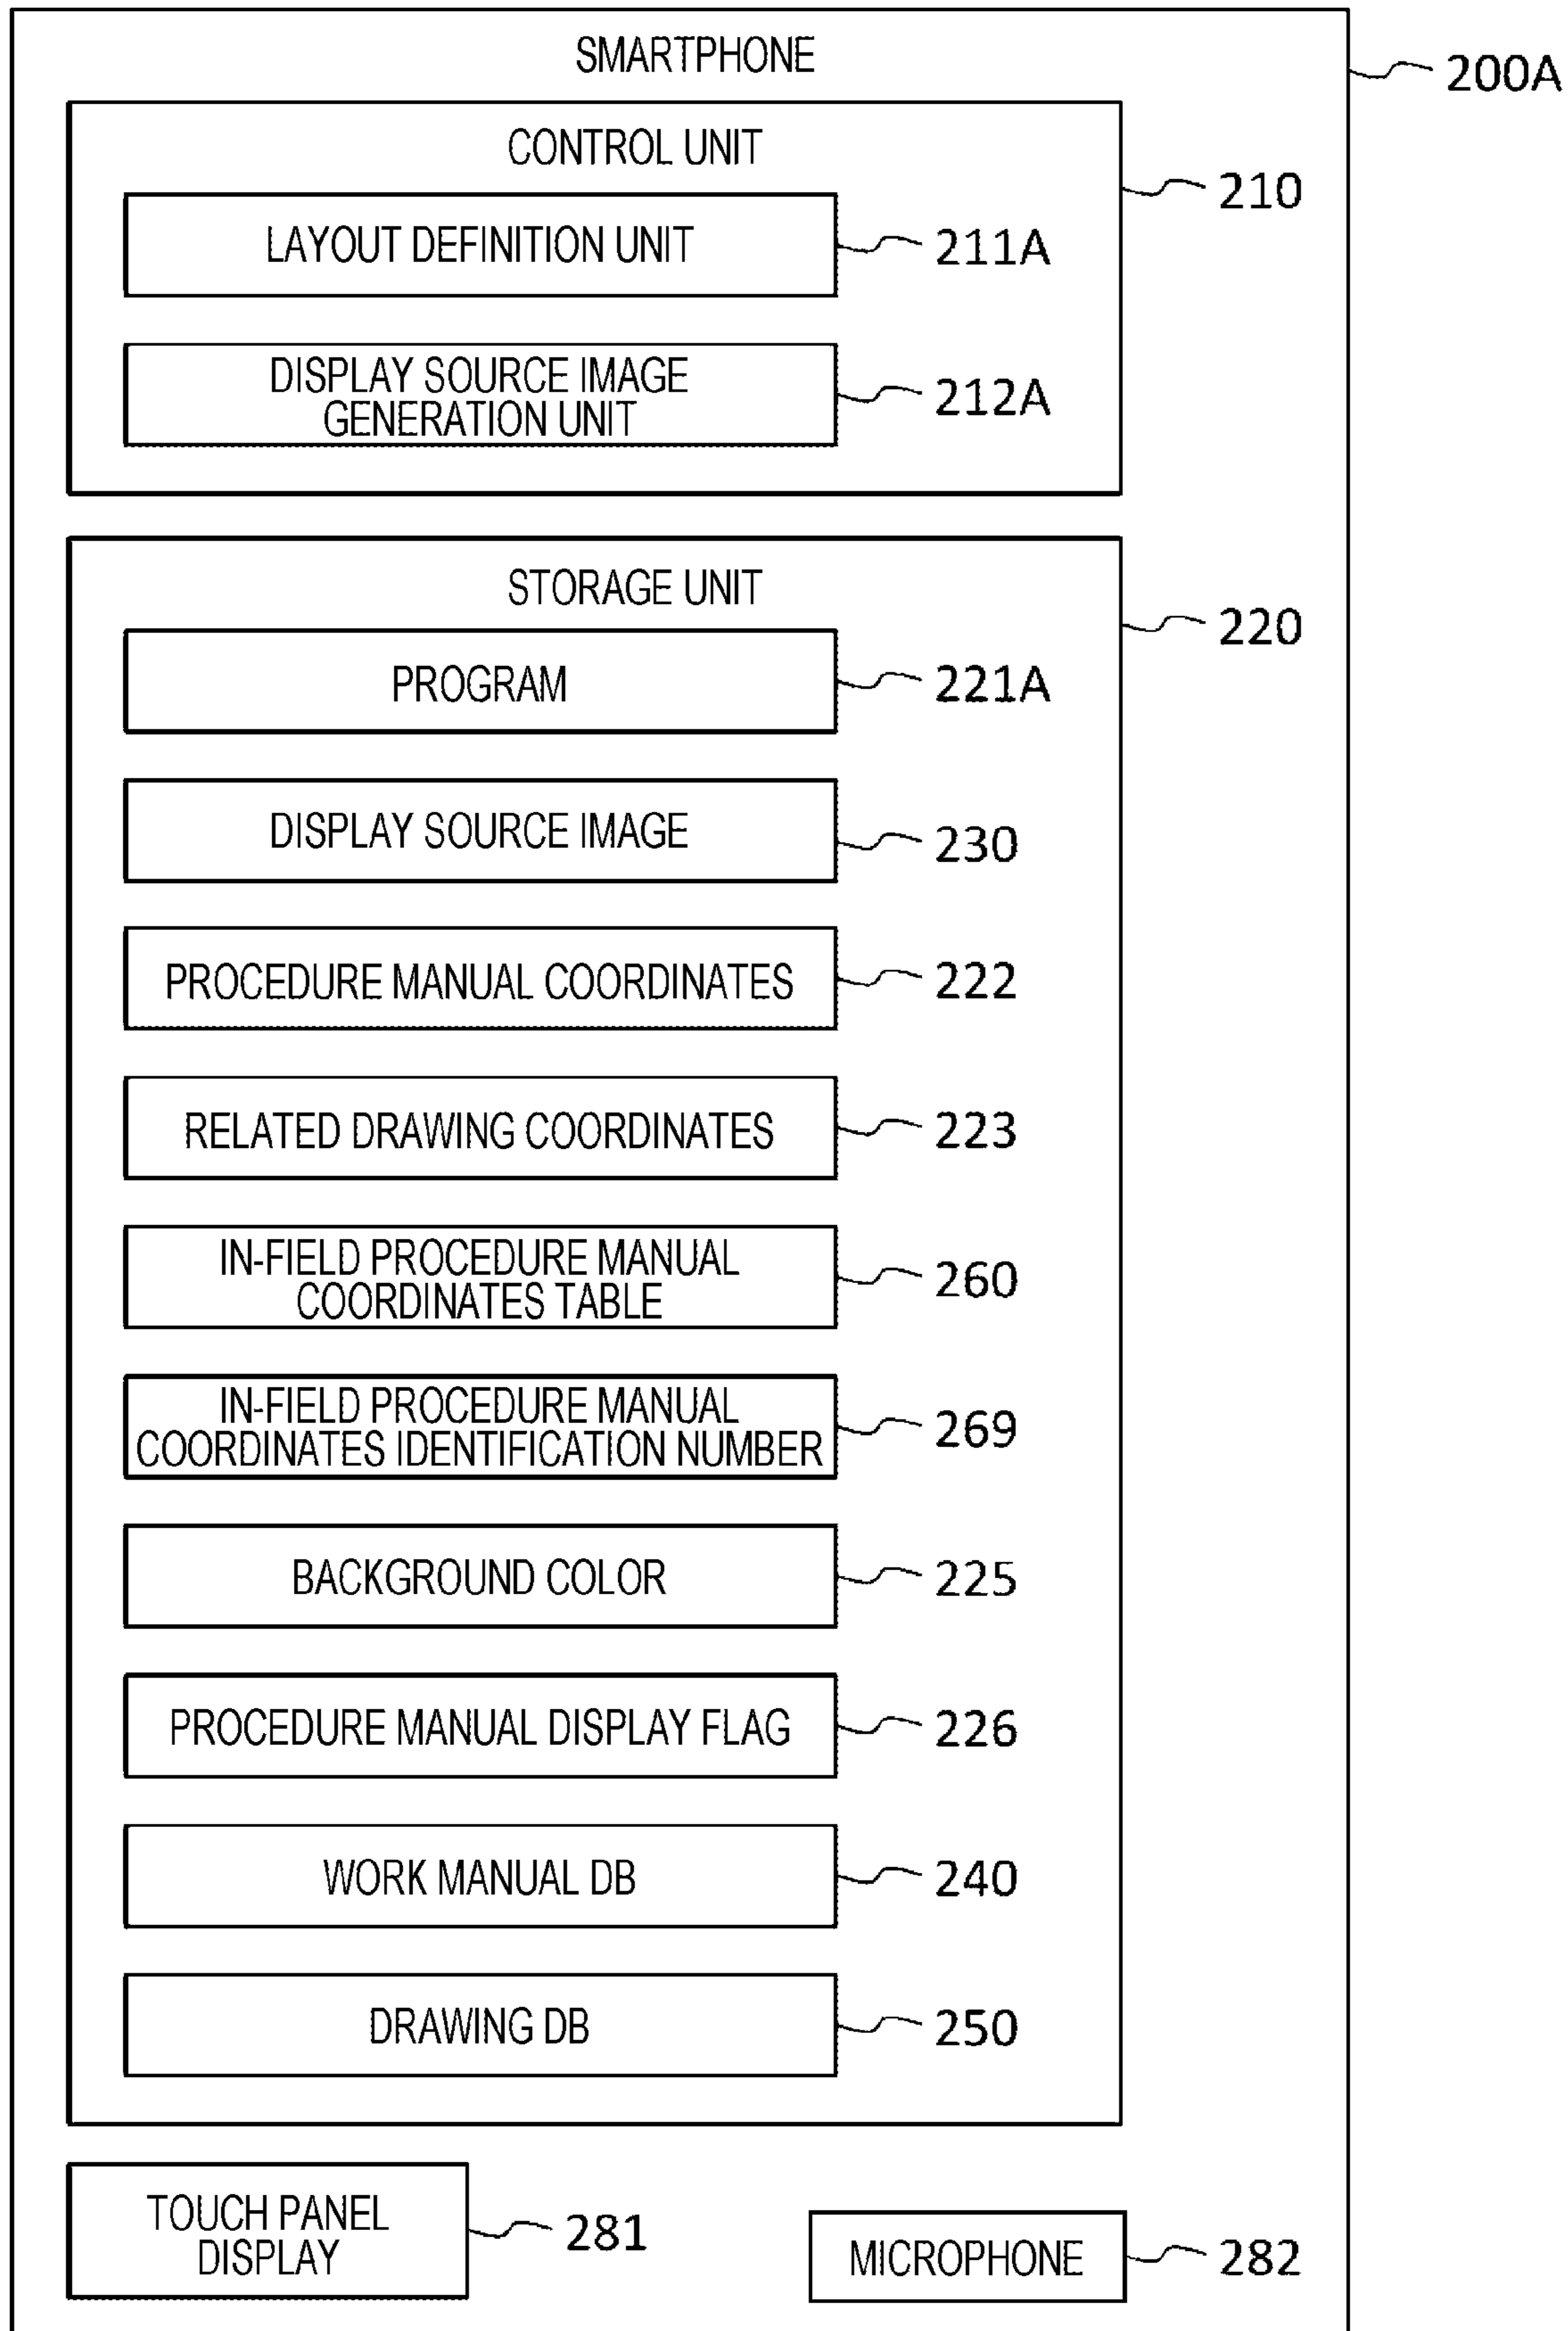 SMARTPHONE
200A
CONTROL UNIT
210
LAYOUT DEFINITION UNIT
211A
DISPLAY SOURCE IMAGE
GENERATION UNIT
212A
STORAGE UNIT
220
PROGRAM
221A
DISPLAY SOURCE IMAGE
230
PROCEDURE MANUAL COORDINATES
222
RELATED DRAWING COORDINATES
223
IN-FIELD PROCEDURE MANUAL
COORDINATES TABLE
260
IN-FIELD PROCEDURE MANUAL
COORDINATES IDENTIFICATION NUMBER
269
BACKGROUND COLOR
225
PROCEDURE MANUAL DISPLAY FLAG
226
WORK MANUAL DB
240
DRAWING DB
250
TOUCH PANEL
DISPLAY
281
MICROPHONE
282